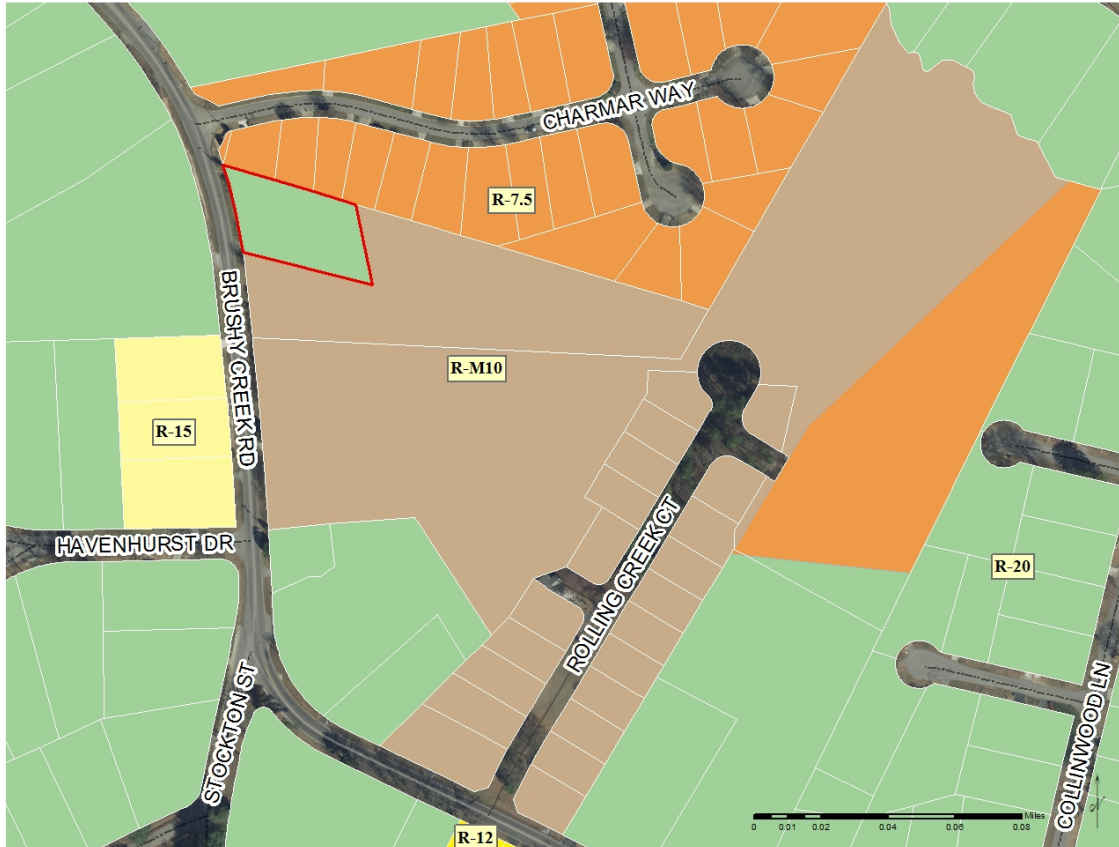 CHARMAR WAY
R-7.5
BRUSHY CREEK RD
R-M10
R-15
HAVENHURST DR
ROLLING CREEK CT
R-20
STOCKTON ST
COLLINWOOD LN
R-12
Miles
0 0.01 0.02 0.04 0.06 0.08
N